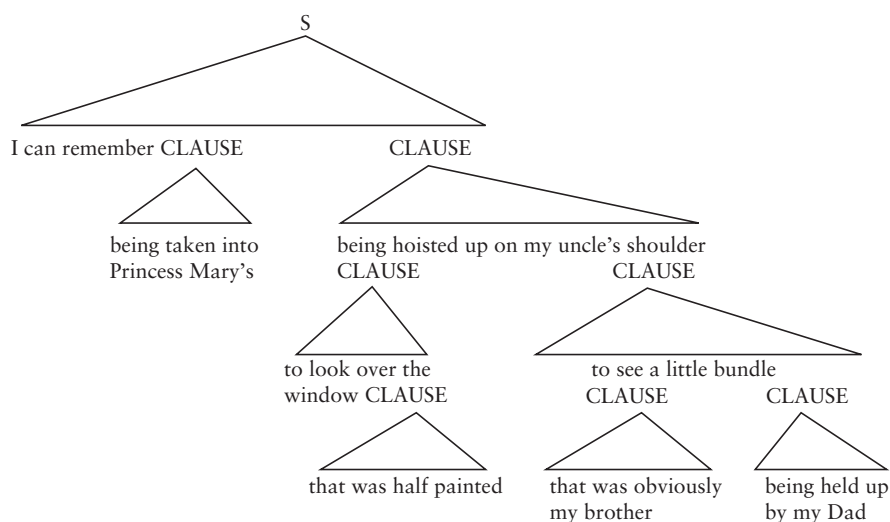 S
I can remember CLAUSE CLAUSE
being taken into being hoisted up on my uncle's shoulder
Princess Mary's CLAUSE CLAUSE
to look over the to see a little bundle
window CLAUSE CLAUSE CLAUSE
that was half painted that was obviously being held up
my brother by my Dad